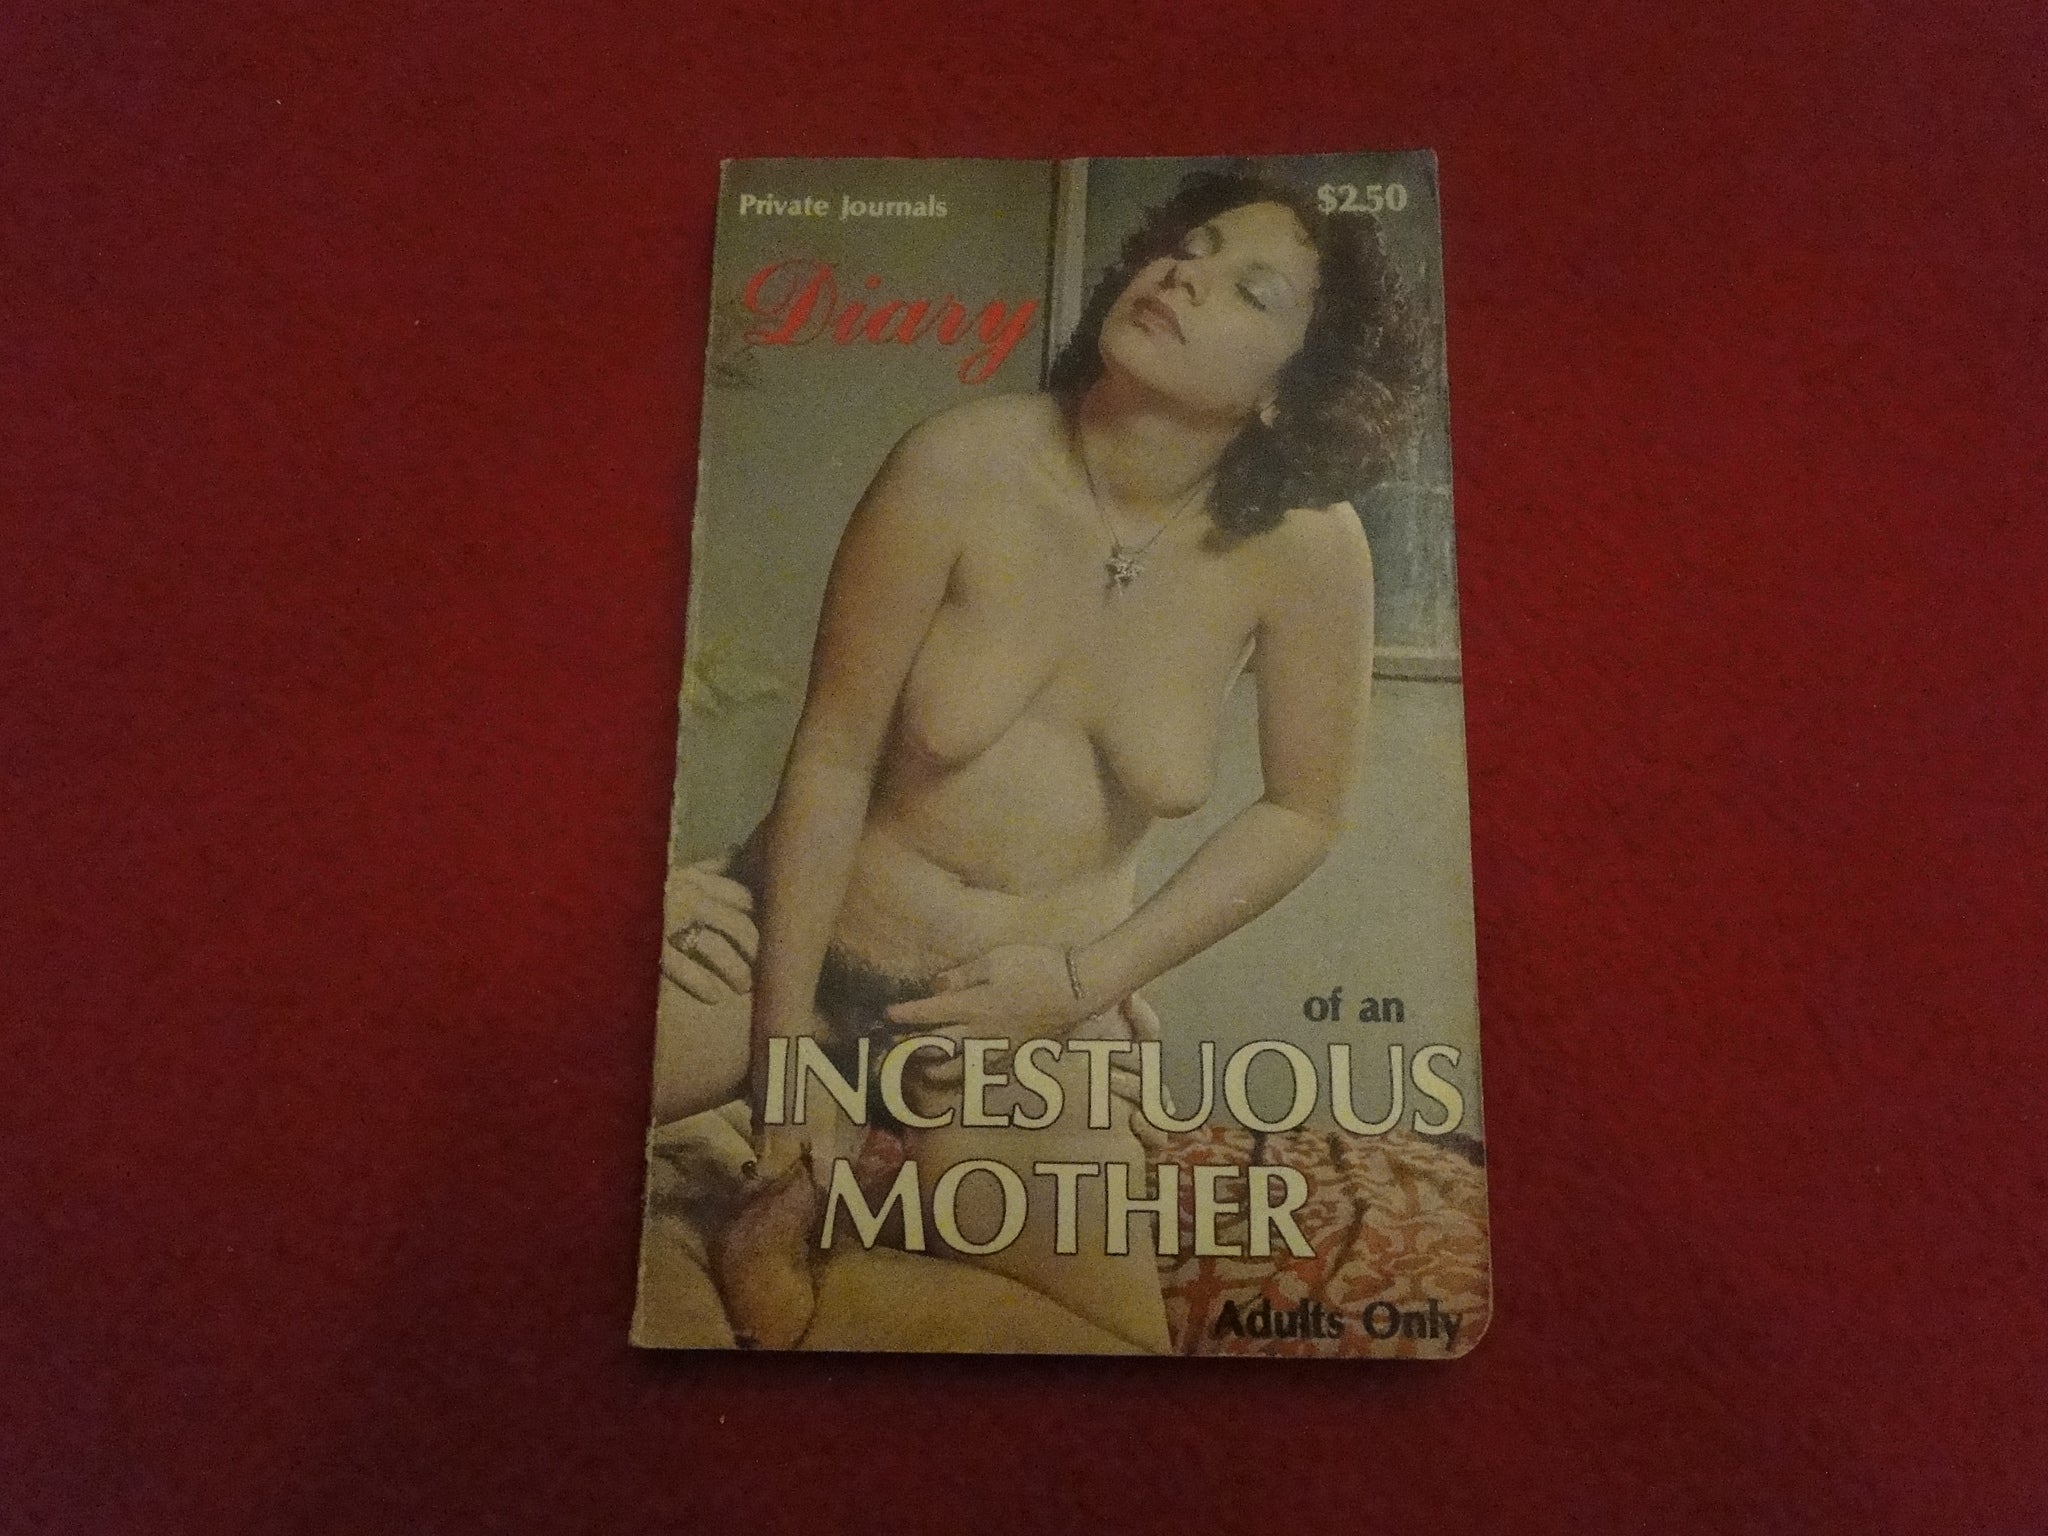 Private Journals
$2.50
Diary
of an
INCESTUOUS
MOTHER
Adults Only